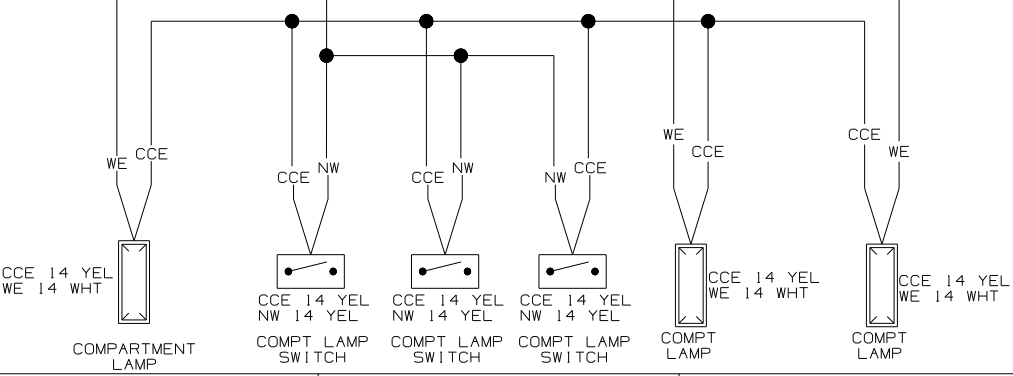 WE
CCE
CCE
NW
CCE
NW
NW
CCE
WE
CCE
CCE
WE
CCE 14 YEL
WE 14 WHT
COMPARTMENT
LAMP
CCE 14 YEL
NW 14 YEL
COMPT LAMP
SWITCH
CCE 14 YEL
NW 14 YEL
COMPT LAMP
SWITCH
CCE 14 YEL
NW 14 YEL
COMPT LAMP
SWITCH
CCE 14 YEL
WE 14 WHT
COMPT
LAMP
CCE 14 YEL
WE 14 WHT
COMPT
LAMP